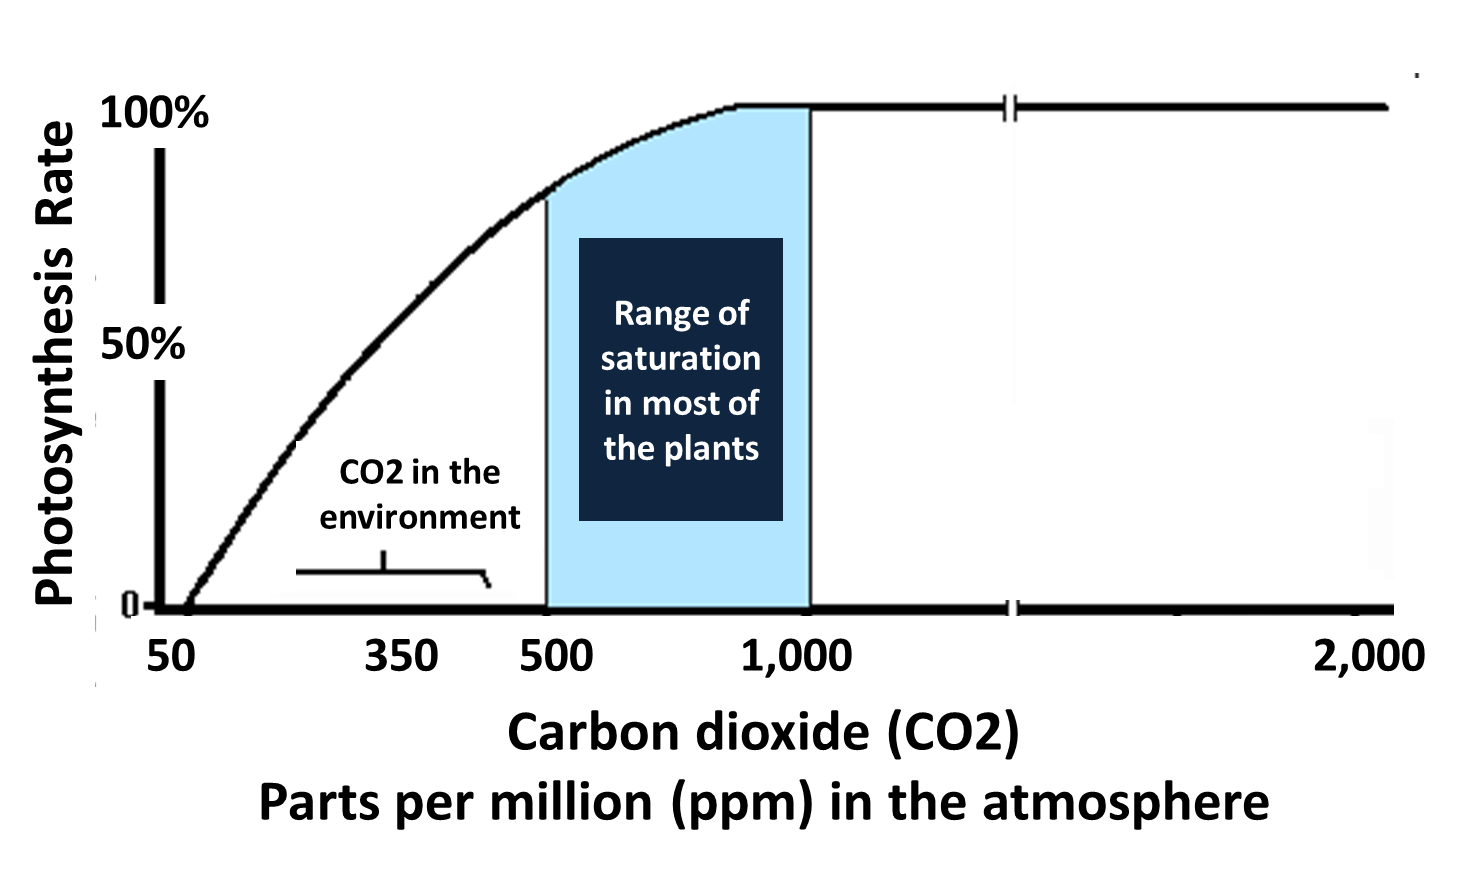 100%
50%
0
Photosynthesis Rate
Range of
saturation
in most of
the plants
CO2 in the
environment
50 350 500 1,000 2,000
Carbon dioxide (CO2)
Parts per million (ppm) in the atmosphere